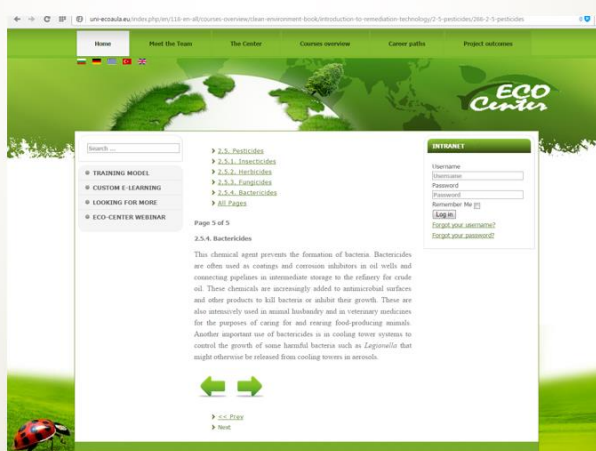 uni-ecoaula.eu/index.php/en/116-en-all/courses-overview/clean-environment-book/introduction-to-remediation-technology/2-5-pesticides/266-2-5-pesticides
Home Meet the Team The Center Courses overview Career paths Project outcomes
ECO
Center
Search ...
TRAINING MODEL
CUSTOM E-LEARNING
LOOKING FOR MORE
ECO-CENTER WEBINAR
2.5. Pesticides
2.5.1. Insecticides
2.5.2. Herbicides
2.5.3. Fungicides
2.5.4. Bactericides
All Pages
Page 5 of 5
2.5.4. Bactericides
This chemical agent pervents the formation of bacteria. Bactericides
are often used as coatings and corrosion inhibitors in oil wells and
connecting pipelines in intermediate storage to the refinery for crude
oil. These chemicals are increasingly added to antimicrobial surfaces
and other products to kill bacteria or inhibit their growth. These are
also intensively used in animal husbandry and in veterinary medicines
for the purposes of caring for and rearing food-producing animals.
Another important use of bactericides is in cooling tower systems to
control the growth of some harmful bacteria such as Legionella that
might otherwise be released from cooling towers in aerosols.
<< Prev
Next
INTRANET
Username
Username
Password
Password
Remember Me
Log in
Forgot your username?
Forgot your password?